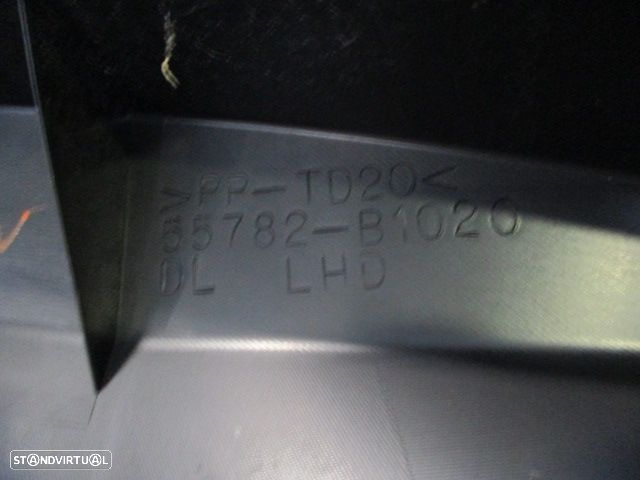 >PP-TD20<
55782-B1020
DL LHD
STANDVIRTUAL